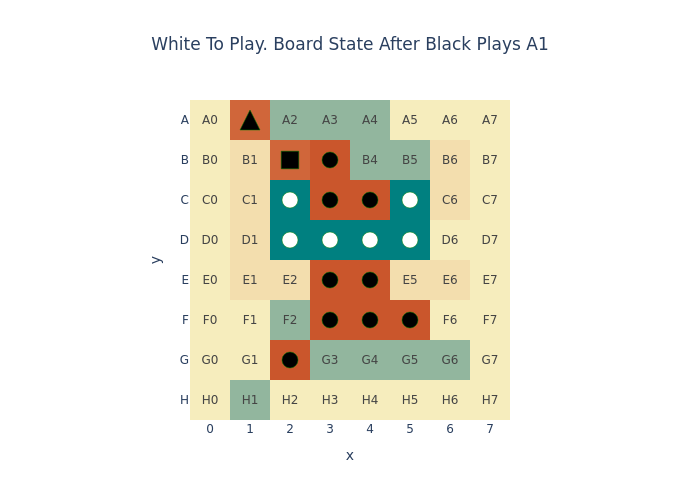 White To Play. Board State After Black Plays A1
A A0 A2 A3 A4 A5 A6 A7
B B0 B1 B4 B5 B6 B7
C C0 C1 C6 C7
D D0 D1 D6 D7
y
E E0 E1 E2 E5 E6 E7
F F0 F1 F2 F6 F7
G G0 G1 G3 G4 G5 G6 G7
H H0 H1 H2 H3 H4 H5 H6 H7
0 1 2 3 4 5 6 7
x